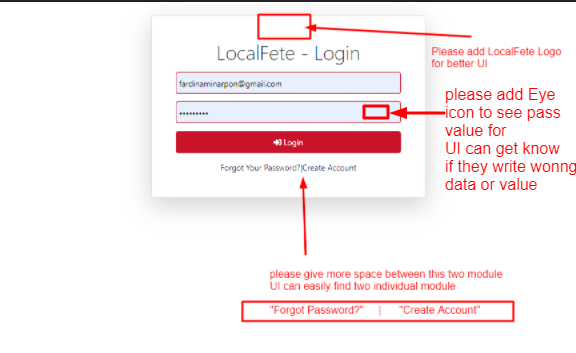 LocalFete - Login
Please add LocalFete Logo
for better UI
fardinaminarpon@gmail.com
please add Eye
icon to see pass
value for
UI can get know
if they write wonng
data or value
•••••••••
Login
Forgot Your Password?|Create Account
please give more space between this two module
UI can easily find two individual module
"Forgot Password?" | "Create Account"